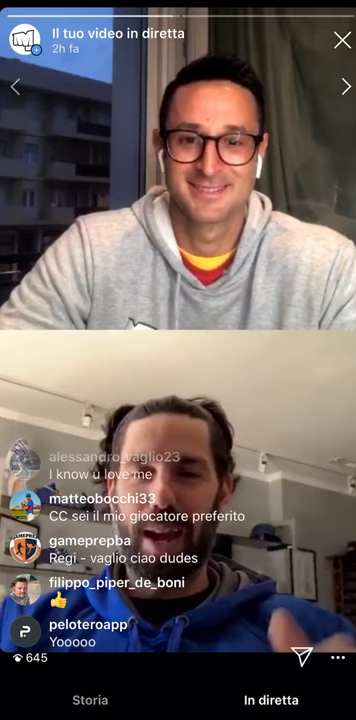 Il tuo video in diretta
2h fa
alessandro_vaglio23
I know u love me
matteobocchi33
CC sei il mio giocatore preferito
gameprepba
Regi - vaglio ciao dudes
filippo_piper_de_boni
👍
peloteroapp
Yooooo
645
Storia
In diretta